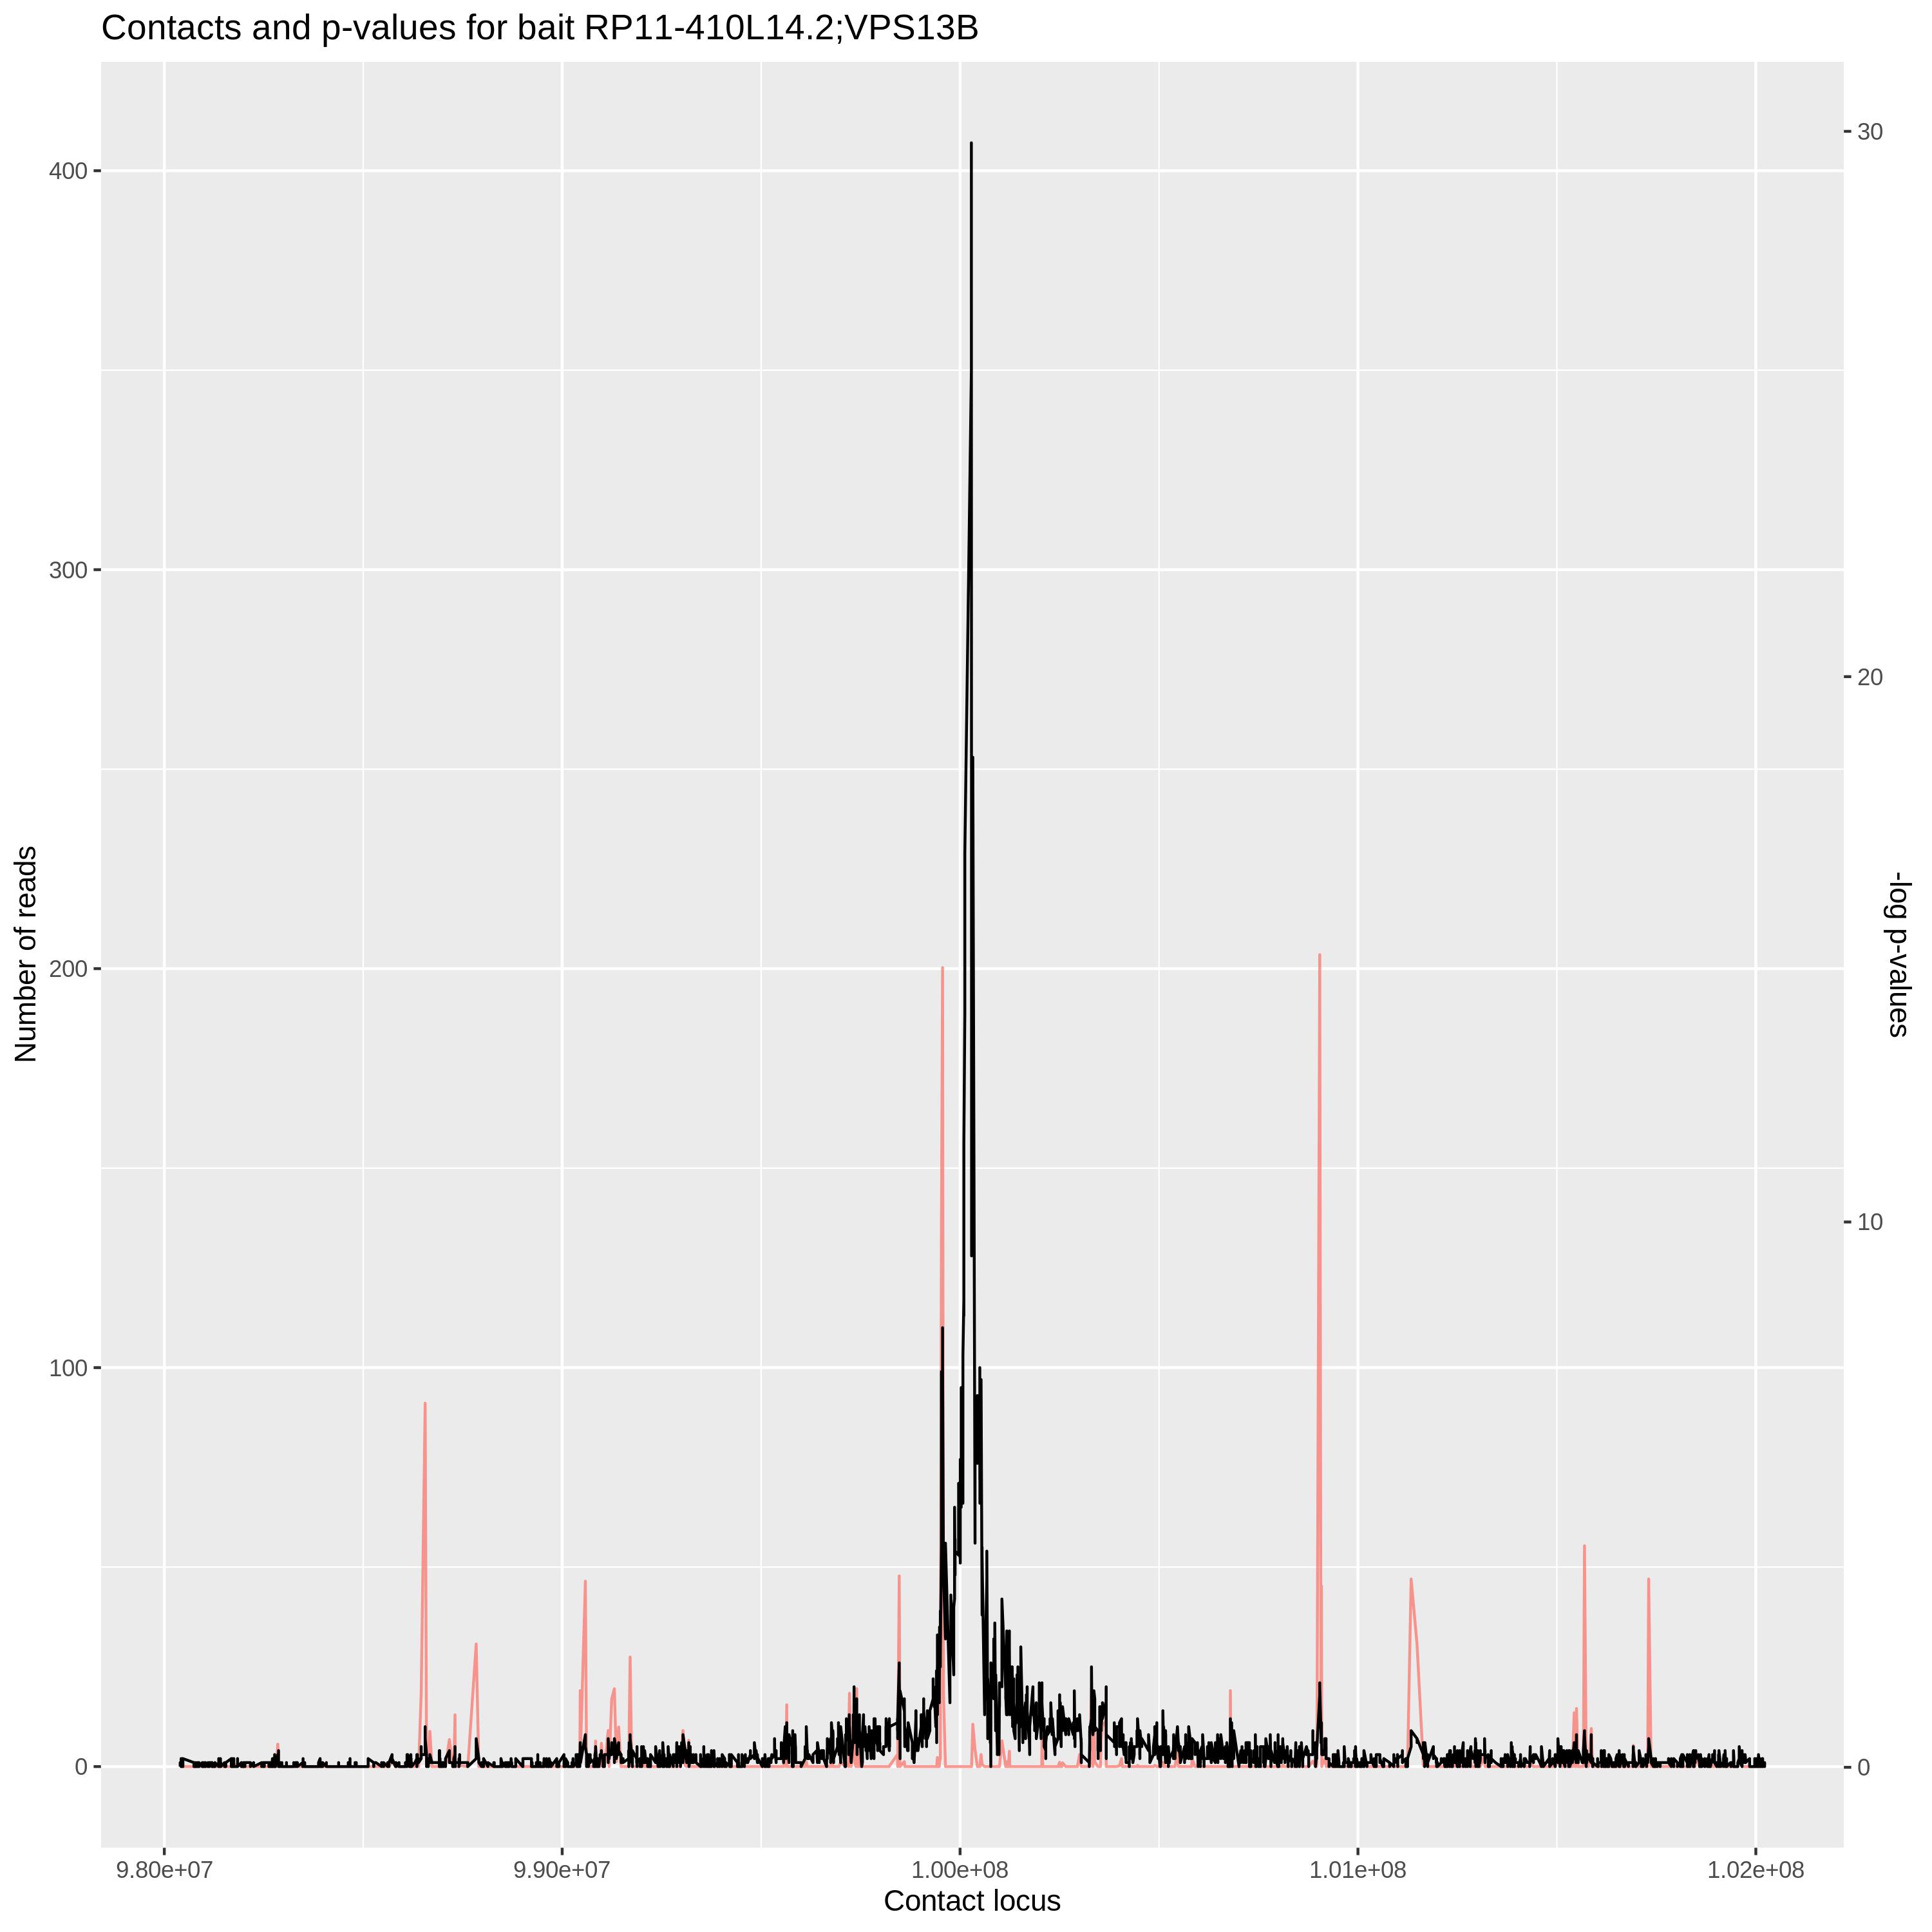 Contacts and p-values for bait RP11-410L14.2;VPS13B
400
300
200
100
0
Number of reads
30
20
10
0
-log p-values
9.80e+07 9.90e+07 1.00e+08 1.01e+08 1.02e+08
Contact locus